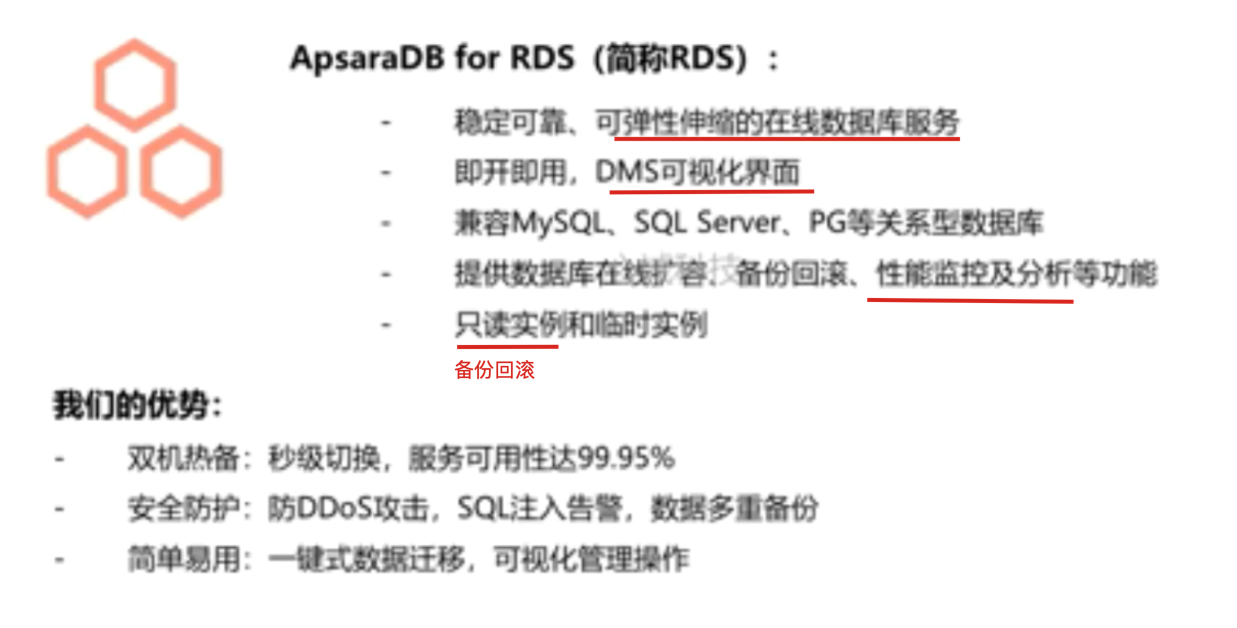 ApsaraDB for RDS（简称RDS）：
- 稳定可靠、可弹性伸缩的在线数据库服务
- 即开即用，DMS可视化界面
- 兼容MySQL、SQL Server、PG等关系型数据库
- 提供数据库在线扩容、备份回滚、性能监控及分析等功能
- 只读实例和临时实例
备份回滚
我们的优势：
- 双机热备：秒级切换，服务可用性达99.95%
- 安全防护：防DDoS攻击，SQL注入告警，数据多重备份
- 简单易用：一键式数据迁移，可视化管理操作